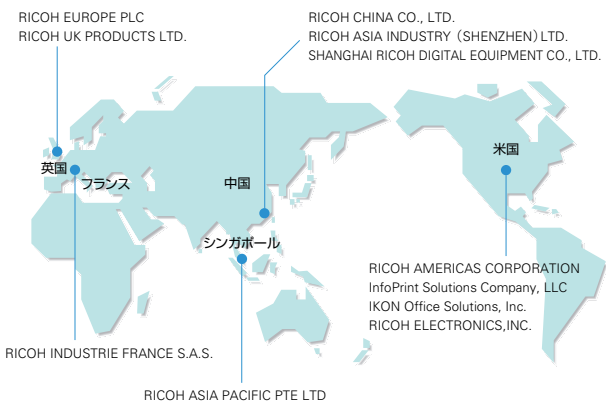 RICOH EUROPE PLC
RICOH UK PRODUCTS LTD.
RICOH CHINA CO., LTD.
RICOH ASIA INDUSTRY（SHENZHEN）LTD.
SHANGHAI RICOH DIGITAL EQUIPMENT CO., LTD.
英国
フランス
中国
米国
シンガポール
RICOH AMERICAS CORPORATION
InfoPrint Solutions Company, LLC
IKON Office Solutions, Inc.
RICOH ELECTRONICS,INC.
RICOH INDUSTRIE FRANCE S.A.S.
RICOH ASIA PACIFIC PTE LTD